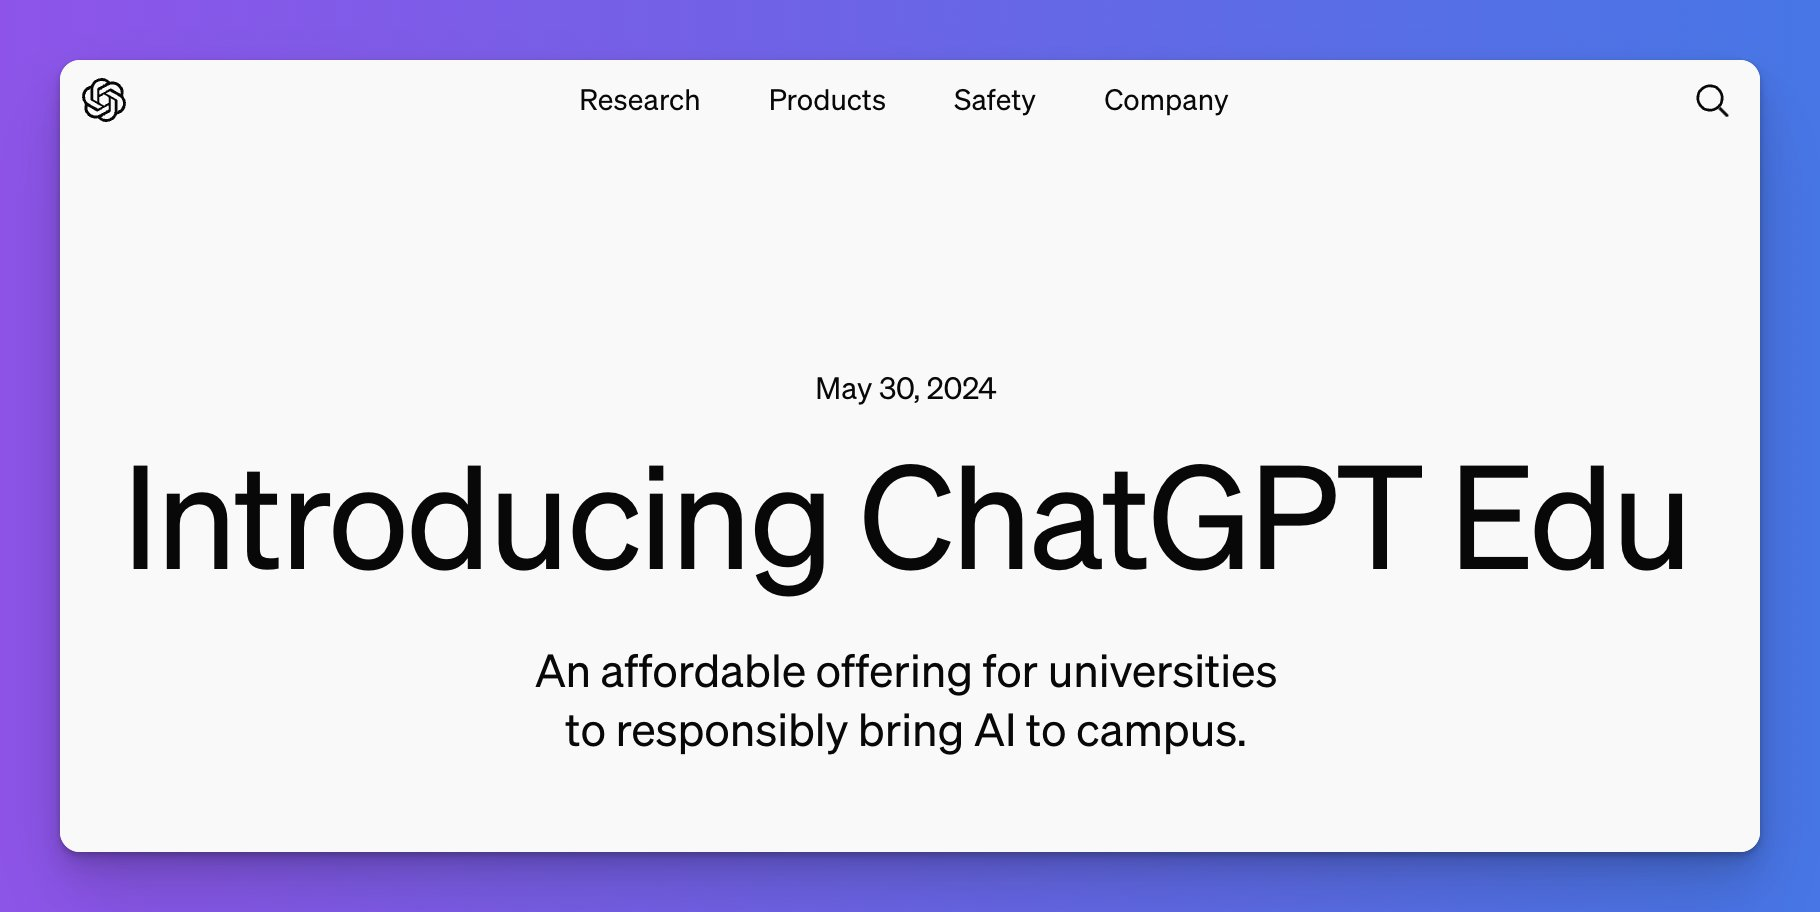 Research Products Safety Company
May 30, 2024
Introducing ChatGPT Edu
An affordable offering for universities
to responsibly bring AI to campus.